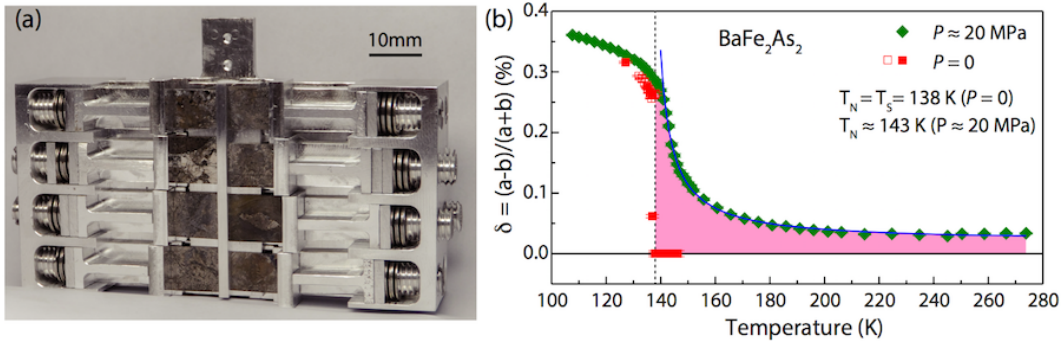 (a)
10mm
(b)
BaFe2As2
P ≈ 20 MPa
P = 0
TN = TS = 138 K (P = 0)
TN ≈ 143 K (P ≈ 20 MPa)
δ = (a-b)/(a+b) (%)
0.4
0.3
0.2
0.1
0.0
100 120 140 160 180 200 220 240 260 280
Temperature (K)